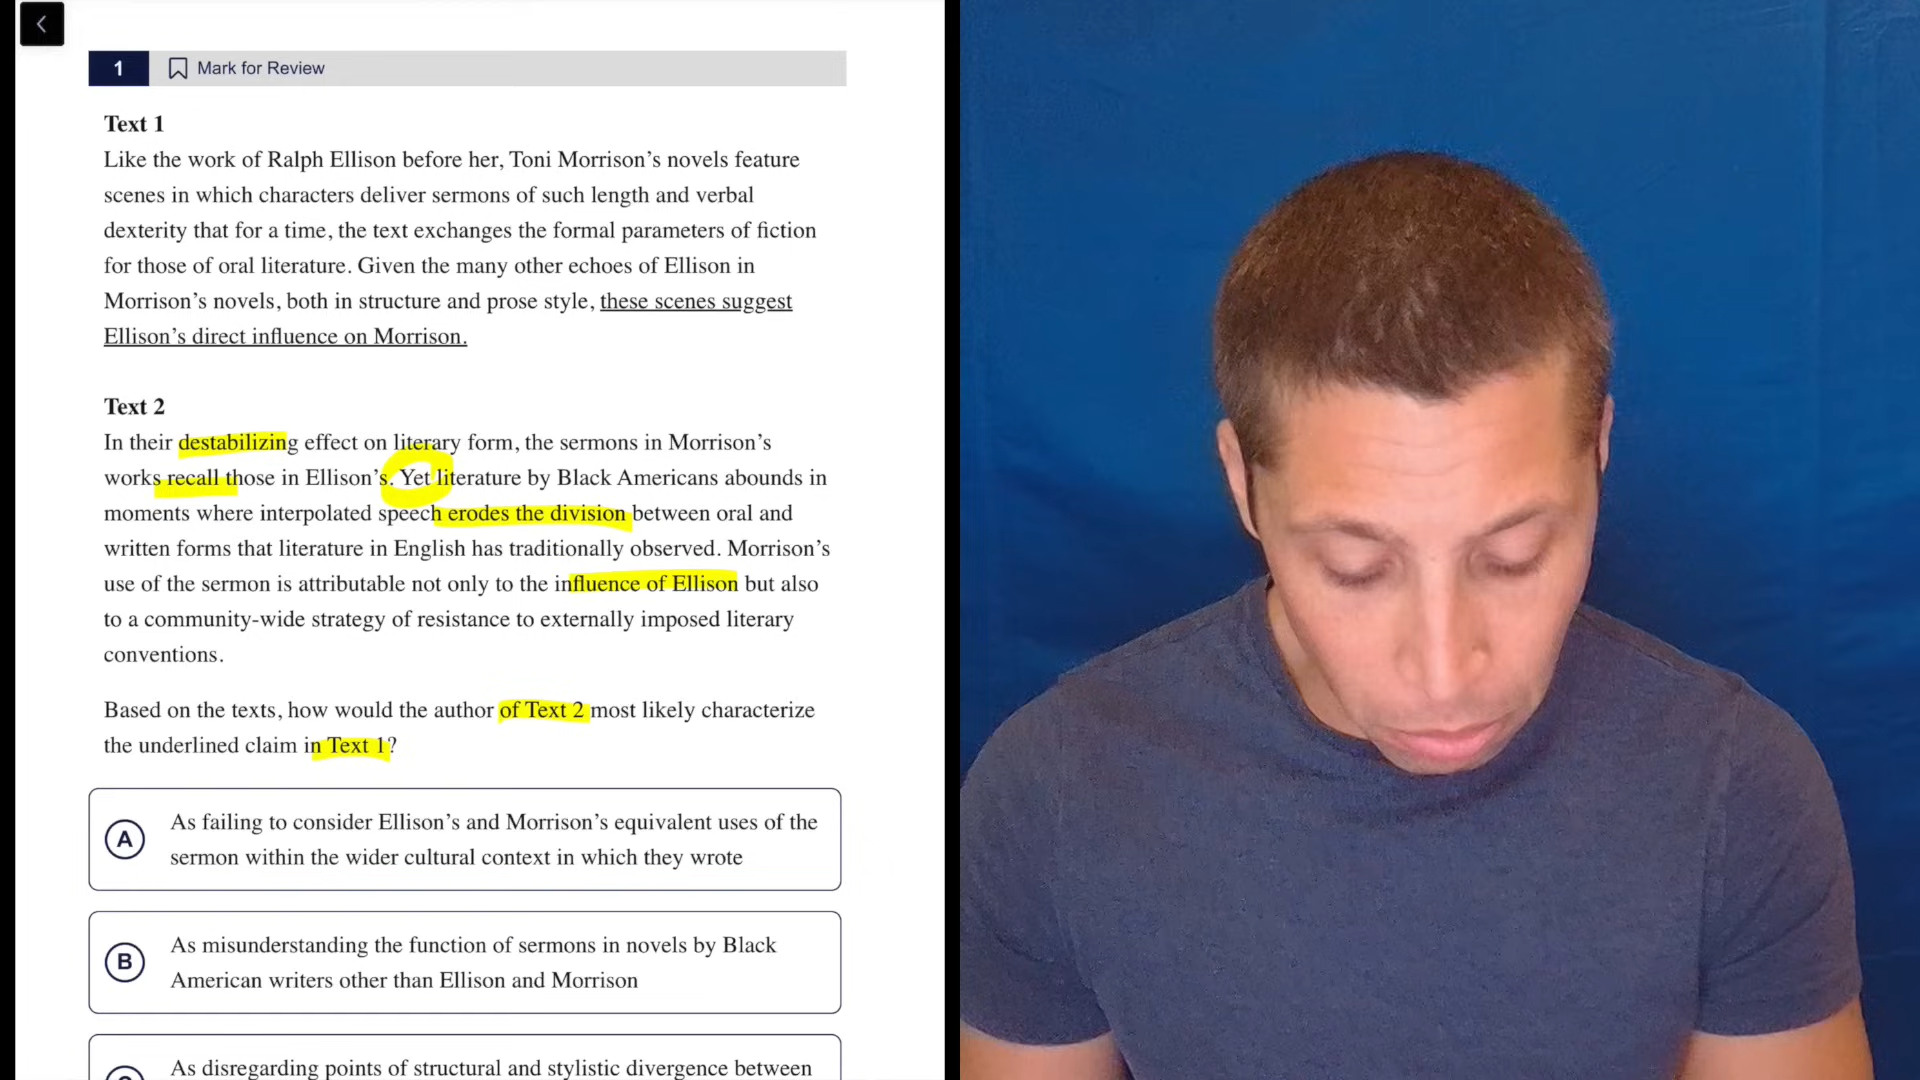 1 Mark for Review
Text 1
Like the work of Ralph Ellison before her, Toni Morrison’s novels feature
scenes in which characters deliver sermons of such length and verbal
dexterity that for a time, the text exchanges the formal parameters of fiction
for those of oral literature. Given the many other echoes of Ellison in
Morrison’s novels, both in structure and prose style, these scenes suggest
Ellison’s direct influence on Morrison.
Text 2
In their destabilizing effect on literary form, the sermons in Morrison’s
works recall those in Ellison’s. Yet literature by Black Americans abounds in
moments where interpolated speech erodes the division between oral and
written forms that literature in English has traditionally observed. Morrison’s
use of the sermon is attributable not only to the influence of Ellison but also
to a community-wide strategy of resistance to externally imposed literary
conventions.
Based on the texts, how would the author of Text 2 most likely characterize
the underlined claim in Text 1?
A As failing to consider Ellison’s and Morrison’s equivalent uses of the
sermon within the wider cultural context in which they wrote
B As misunderstanding the function of sermons in novels by Black
American writers other than Ellison and Morrison
As disregarding points of structural and stylistic divergence between